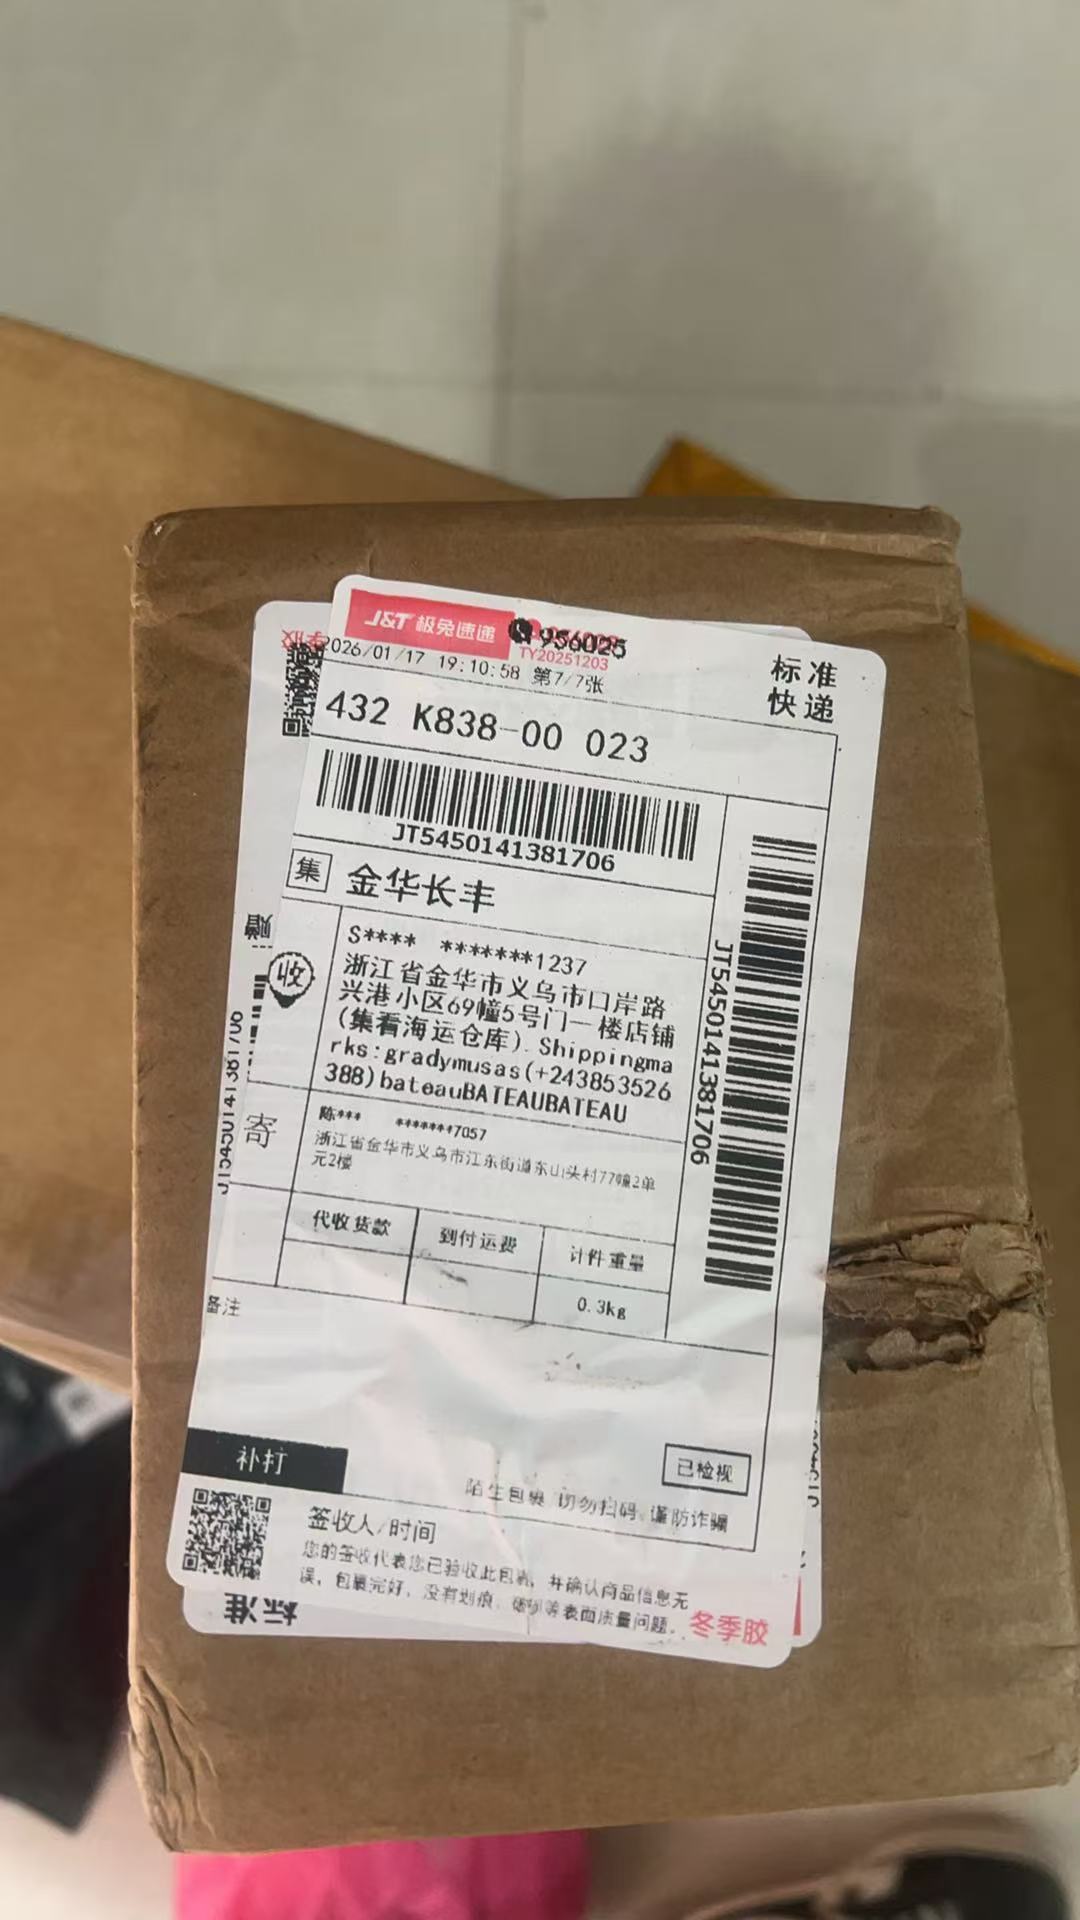 J&T 极兔速递 956025
TY20251203
2026/01/17 19:10:58 第7/7张
标准
快递
432 K838-00 023
JT5450141381706
集 金华长丰
JT5450141381706
收
S**** *******1237
浙江省金华市义乌市口岸路
兴港小区69幢5号门一楼店铺
(集看海运仓库). Shippingma
rks:gradymusas(+243853526
388)bateauBATEAUBATEAU
寄
陈*** *******7057
浙江省金华市义乌市江东街道东山头村77幢2单
元2楼
代收货款 到付运费 计件重量
0.3kg
备注
补打
已检视
陌生包裹 切勿扫码 谨防诈骗
签收人/时间
您的签收代表您已验收此包裹，并确认商品信息无
误，包裹完好，没有划痕、破损等表面质量问题。
冬季胶
标准